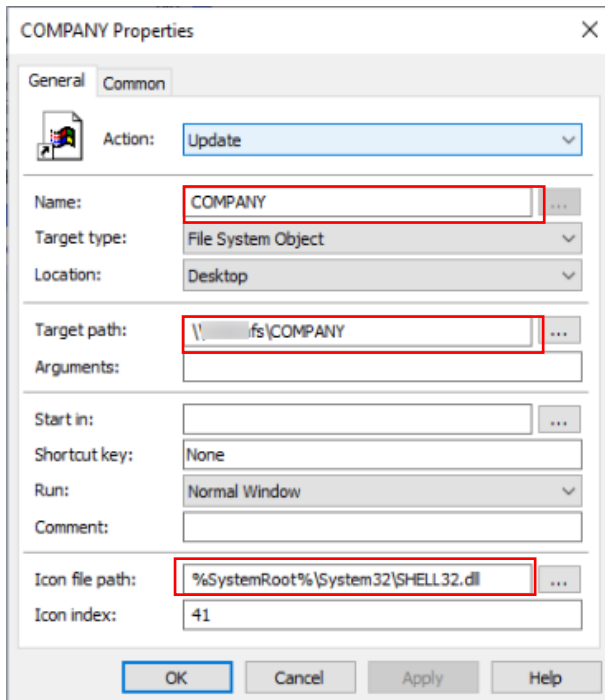 COMPANY Properties
General Common
Action: Update
Name: COMPANY ...
Target type: File System Object
Location: Desktop
Target path: \\ fs\COMPANY ...
Arguments:
Start in: ...
Shortcut key: None
Run: Normal Window
Comment:
Icon file path: %SystemRoot%\System32\SHELL32.dll ...
Icon index: 41
OK Cancel Apply Help